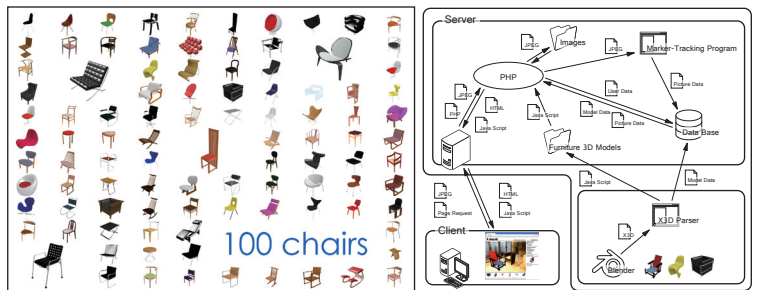 100 chairs
Server
Images
JPEG
JPEG
Marker-Tracking Program
PHP
Picture Data
User Data
JPEG
HTML
Model Data
PHP
Java Script
Picture Data
Java Script
Data Base
Furniture 3D Models
Java Script
Model Data
JPEG
HTML
Page Request
Java Script
X3D Parser
Client
X3D
Blender